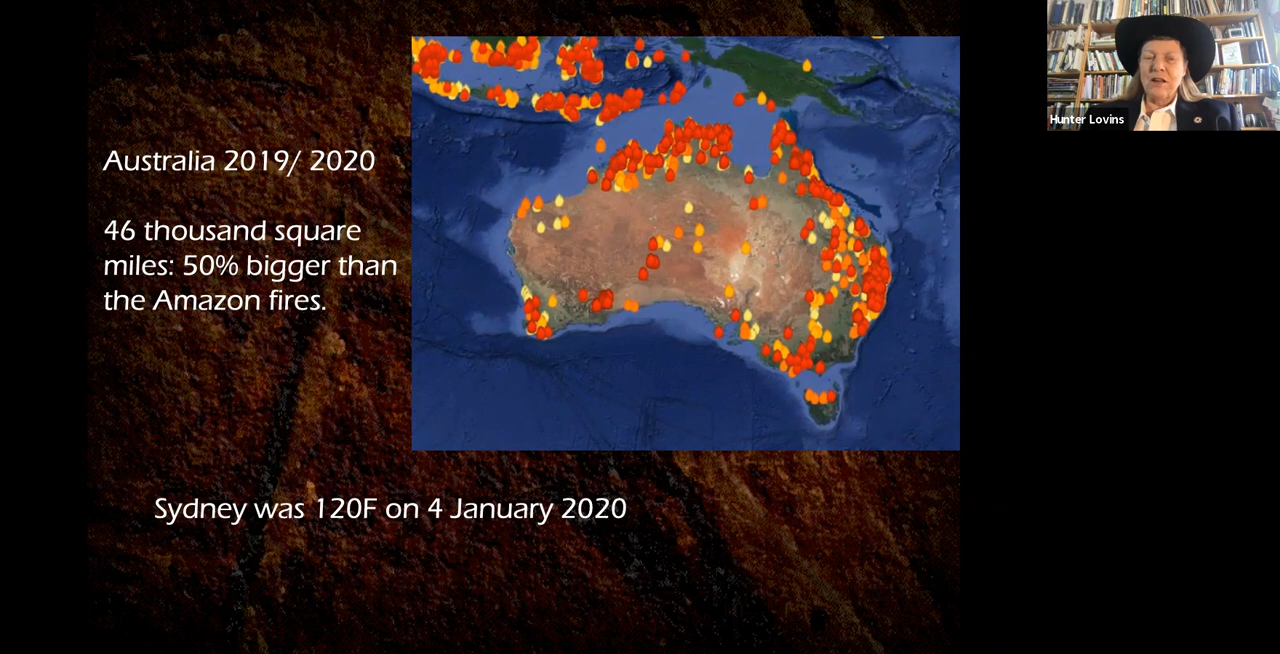 Australia 2019/ 2020
46 thousand square
miles: 50% bigger than
the Amazon fires.
Sydney was 120F on 4 January 2020
Hunter Lovins